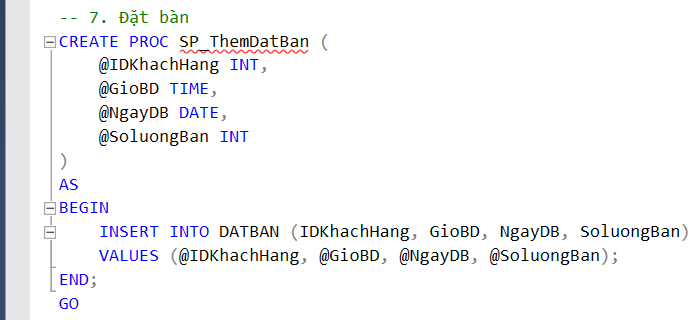 -- 7. Đặt bàn
CREATE PROC SP_ThemDatBan (
@IDKhachHang INT,
@GioBD TIME,
@NgayDB DATE,
@SoluongBan INT
)
AS
BEGIN
INSERT INTO DATBAN (IDKhachHang, GioBD, NgayDB, SoluongBan)
VALUES (@IDKhachHang, @GioBD, @NgayDB, @SoluongBan);
END;
GO